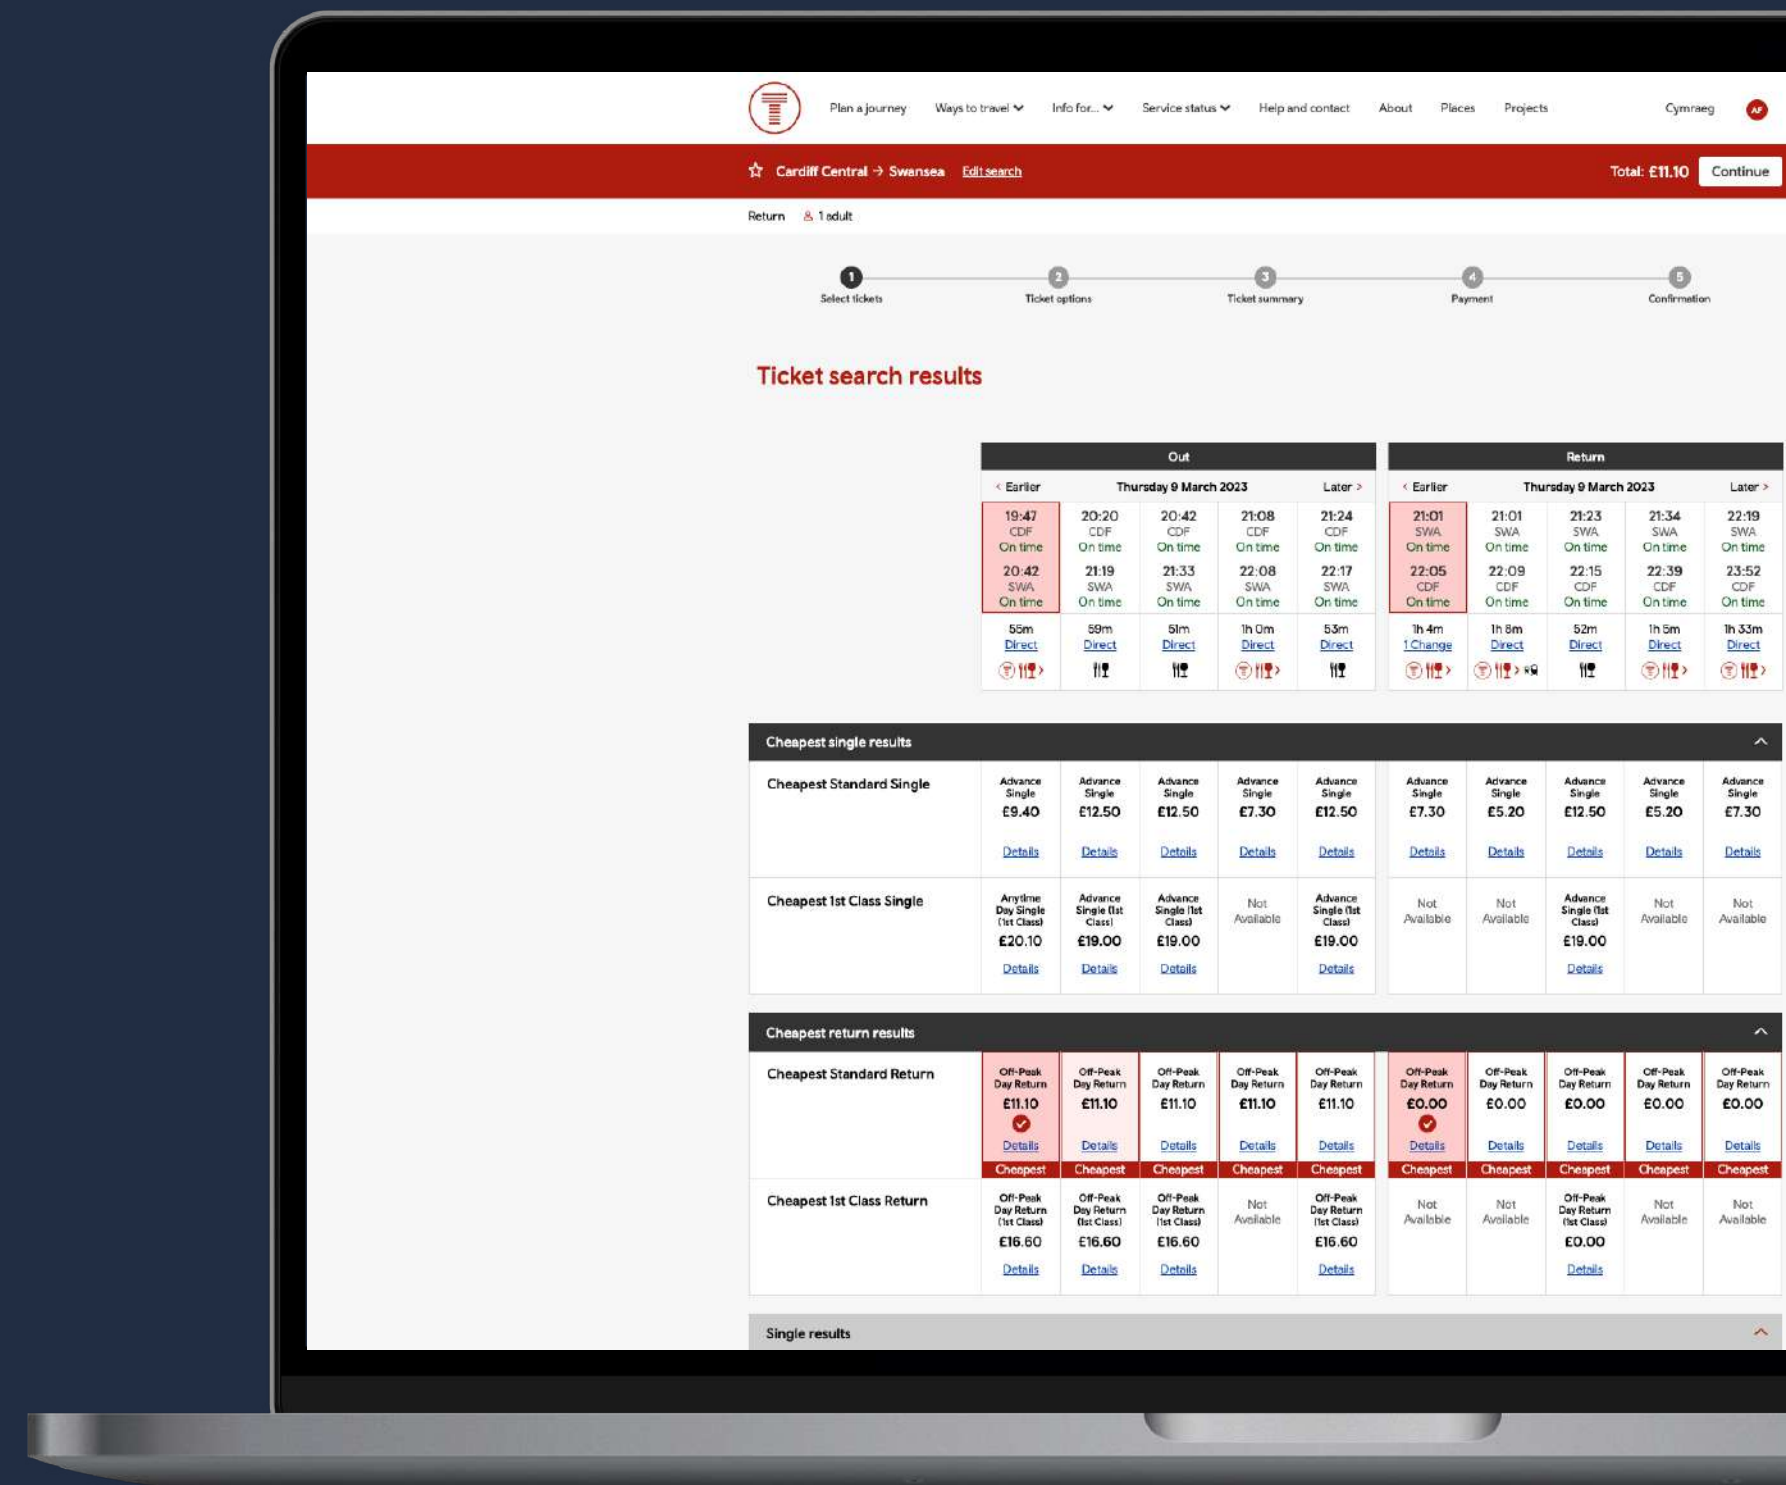 Plan a journey Ways to travel Info for... Service status Help and contact About Places Projects Cymraeg AF
Cardiff Central → Swansea Edit search Total: £11.10 Continue
Return 1 adult
1 2 3 4 5
Select tickets Ticket options Ticket summary Payment Confirmation
Ticket search results
Out Return
< Earlier Thursday 9 March 2023 Later > < Earlier Thursday 9 March 2023 Later >
19:47 20:20 20:42 21:08 21:24 21:01 21:01 21:23 21:34 22:19
CDF CDF CDF CDF CDF SWA SWA SWA SWA SWA
On time On time On time On time On time On time On time On time On time On time
20:42 21:19 21:33 22:08 22:17 22:05 22:09 22:15 22:39 23:52
SWA SWA SWA SWA SWA CDF CDF CDF CDF CDF
On time On time On time On time On time On time On time On time On time On time
55m 59m 51m 1h 0m 53m 1h 4m 1h 8m 52m 1h 5m 1h 33m
Direct Direct Direct Direct Direct 1 Change Direct Direct Direct Direct
Cheapest single results
Cheapest Standard Single Advance Advance Advance Advance Advance Advance Advance Advance Advance Advance
Single Single Single Single Single Single Single Single Single Single
£9.40 £12.50 £12.50 £7.30 £12.50 £7.30 £5.20 £12.50 £5.20 £7.30
Details Details Details Details Details Details Details Details Details Details
Cheapest 1st Class Single Anytime Advance Advance Not Advance Not Not Advance Not Not
Day Single Single (1st Single (1st Available Single (1st Available Available Single (1st Available Available
(1st Class) Class) Class) Class) Class)
£20.10 £19.00 £19.00 £19.00 £19.00
Details Details Details Details Details
Cheapest return results
Cheapest Standard Return Off-Peak Off-Peak Off-Peak Off-Peak Off-Peak Off-Peak Off-Peak Off-Peak Off-Peak Off-Peak
Day Return Day Return Day Return Day Return Day Return Day Return Day Return Day Return Day Return Day Return
£11.10 £11.10 £11.10 £11.10 £11.10 £0.00 £0.00 £0.00 £0.00 £0.00
Details Details Details Details Details Details Details Details Details Details
Cheapest Cheapest Cheapest Cheapest Cheapest Cheapest Cheapest Cheapest Cheapest Cheapest
Cheapest 1st Class Return Off-Peak Off-Peak Off-Peak Not Off-Peak Not Not Off-Peak Not Not
Day Return Day Return Day Return Available Day Return Available Available Day Return Available Available
(1st Class) (1st Class) (1st Class) (1st Class) (1st Class)
£16.60 £16.60 £16.60 £16.60 £0.00
Details Details Details Details Details
Single results